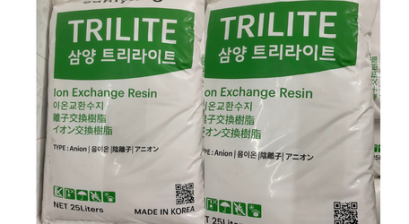 TRILITE
삼양 트리라이트
Ion Exchange Resin
이온교환수지
離子交換樹脂
イオン交換樹脂
TYPE : Anion | 음이온 | 陰離子 | アニオン
NET 25Liters
MADE IN KOREA
TRILITE
삼양 트리라이트
Ion Exchange Resin
이온교환수지
離子交換樹脂
イオン交換樹脂
TYPE : Anion | 음이온 | 陰離子 | アニオン
NET 25Liters